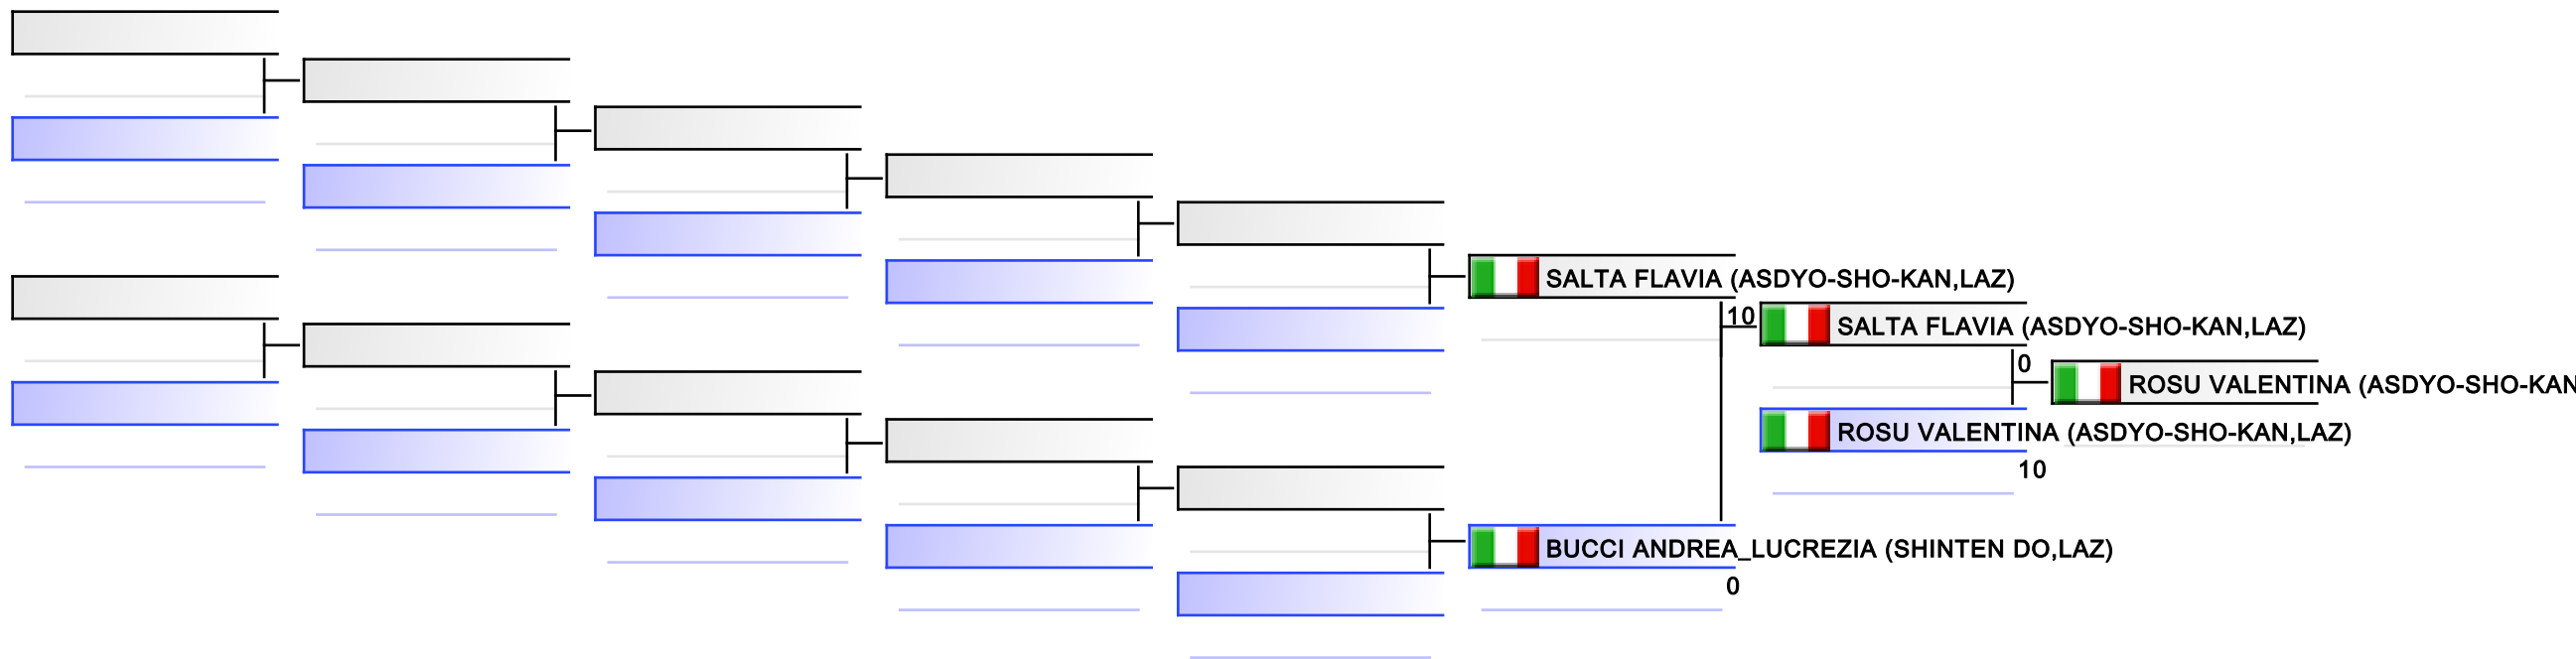 SALTA FLAVIA (ASDYO-SHO-KAN,LAZ)
10
SALTA FLAVIA (ASDYO-SHO-KAN,LAZ)
0
ROSU VALENTINA (ASDYO-SHO-KAN
ROSU VALENTINA (ASDYO-SHO-KAN,LAZ)
10
BUCCI ANDREA_LUCREZIA (SHINTEN DO,LAZ)
0